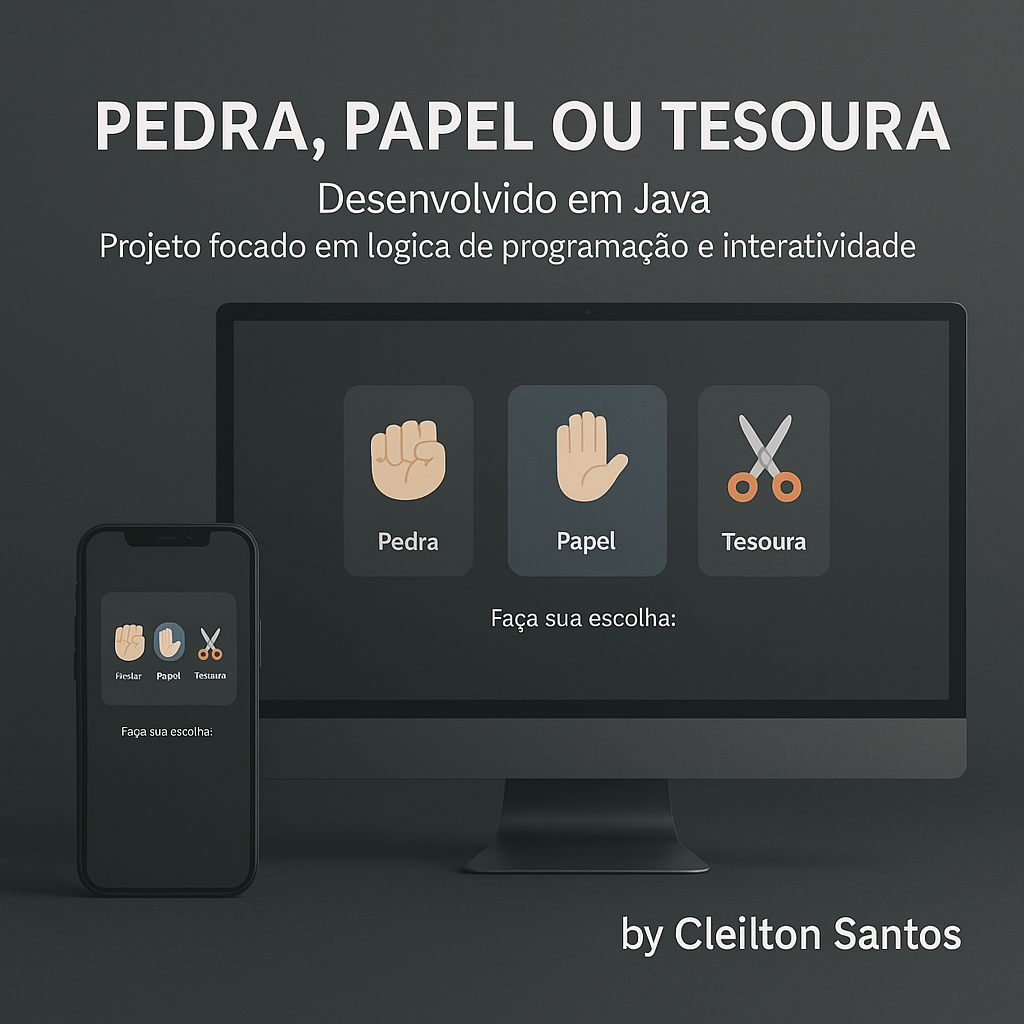 PEDRA, PAPEL OU TESOURA
Desenvolvido em Java
Projeto focado em logica de programação e interatividade
Pedra Papel Tesoura
Faça sua escolha:
Papel
Faça sua escolha:
by Cleilton Santos